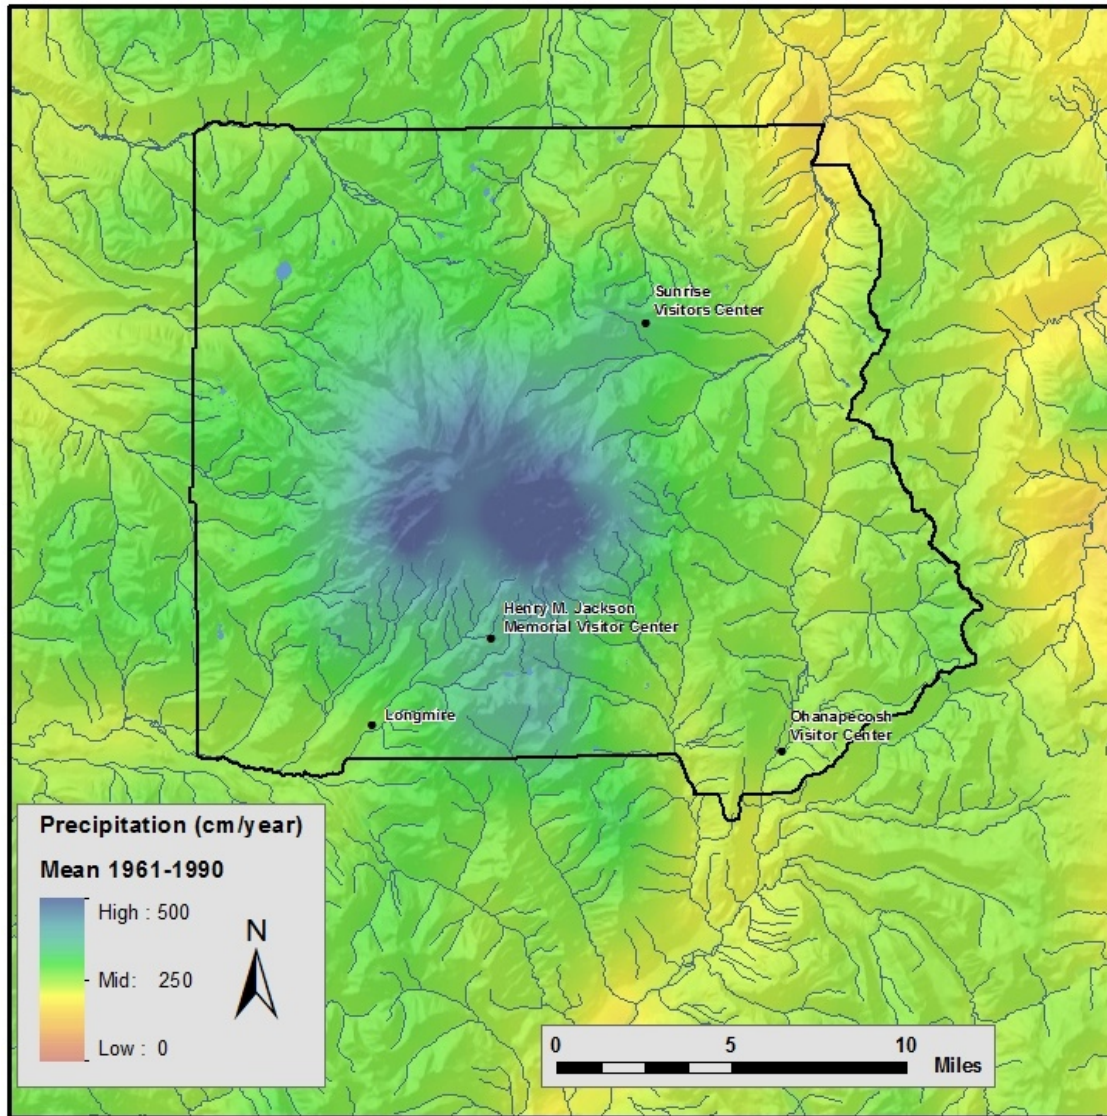 Sunrise
Visitors Center
Henry M. Jackson
Memorial Visitor Center
Longmire
Ohanapecosh
Visitor Center
Precipitation (cm/year)
Mean 1961-1990
High : 500
Mid: 250
Low : 0
N
0 5 10
Miles